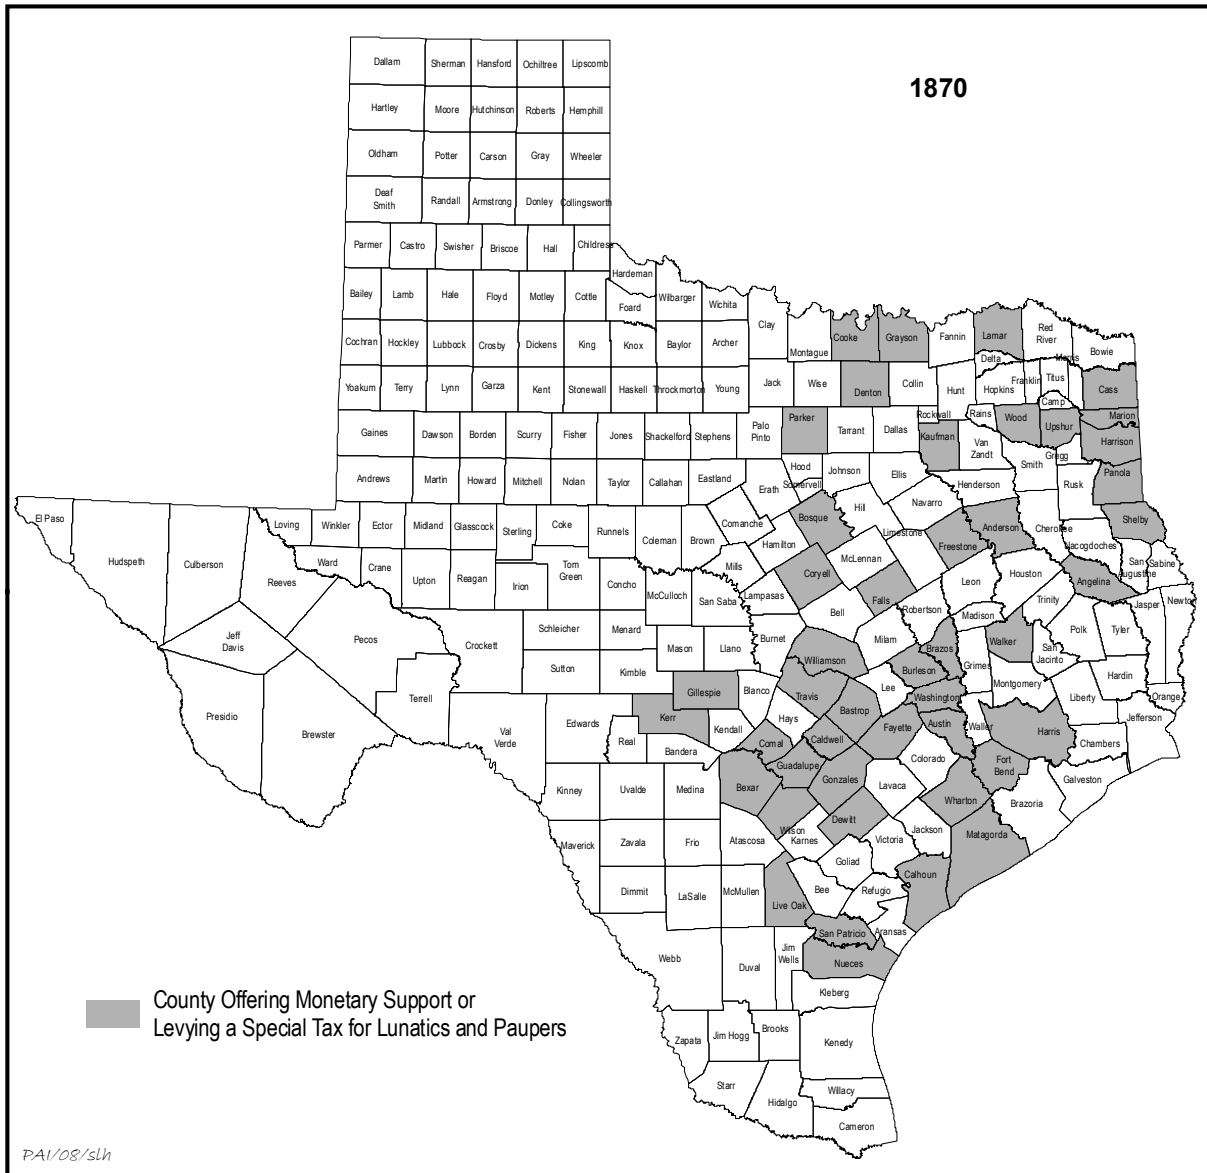 1870
Dallam Sherman Hansford Ochiltree Lipscomb
Hartley Moore Hutchinson Roberts Hemphill
Oldham Potter Carson Gray Wheeler
Deaf
Smith Randall Armstrong Donley Collingsworth
Parmer Castro Swisher Briscoe Hall Childress
Hardeman
Bailey Lamb Hale Floyd Motley Cottle Foard Wilbarger Wichita
Clay Montague Cooke Grayson Fannin Lamar Red
River Bowie
Delta Morris
Cochran Hockley Lubbock Crosby Dickens King Knox Baylor Archer
Yoakum Terry Lynn Garza Kent Stonewall Haskell Throckmorton Young Jack Wise Denton Collin Hunt Hopkins Franklin Titus Cass
Camp
Rockwall Rains Wood Upshur Marion
Gaines Dawson Borden Scurry Fisher Jones Shackelford Stephens Palo
Pinto Parker Tarrant Dallas Kaufman Van
Zandt Smith Gregg Harrison
Andrews Martin Howard Mitchell Nolan Taylor Callahan Eastland Erath Hood Somervell Johnson Ellis Henderson Rusk Panola
El Paso Hudspeth Culberson Reeves Loving Winkler Ector Midland Glasscock Sterling Coke Runnels Coleman Brown Comanche Hamilton Bosque Hill Navarro Limestone Freestone Anderson Cherokee Nacogdoches Shelby
Ward Crane Upton Reagan Irion Tom
Green Concho McCulloch San Saba Mills Lampasas Coryell McLennan Falls Leon Houston Angelina San
Augustine Sabine
Jeff
Davis Pecos Crockett Schleicher Menard Mason Llano Burnet Bell Milam Robertson Madison Trinity Polk Tyler Jasper Newton
Presidio Brewster Terrell Val
Verde Sutton Kimble Gillespie Blanco Williamson Travis Lee Burleson Brazos Grimes Walker San
Jacinto Montgomery Liberty Hardin Orange
Edwards Real Kerr Kendall Bandera Hays Comal Caldwell Bastrop Fayette Washington Austin Waller Harris Chambers Jefferson
Kinney Uvalde Medina Bexar Guadalupe Gonzales Lavaca Colorado Fort
Bend Wharton Brazoria Galveston
Maverick Zavala Frio Atascosa Wilson Karnes Dewitt Victoria Jackson Matagorda
Dimmit LaSalle McMullen Live Oak Bee Goliad Refugio Calhoun
Webb Duval Jim
Wells San Patricio Aransas
Nueces
Kleberg
Zapata Jim Hogg Brooks Kenedy
Starr Hidalgo Willacy
Cameron
County Offering Monetary Support or
Levying a Special Tax for Lunatics and Paupers
PAI/08/slh